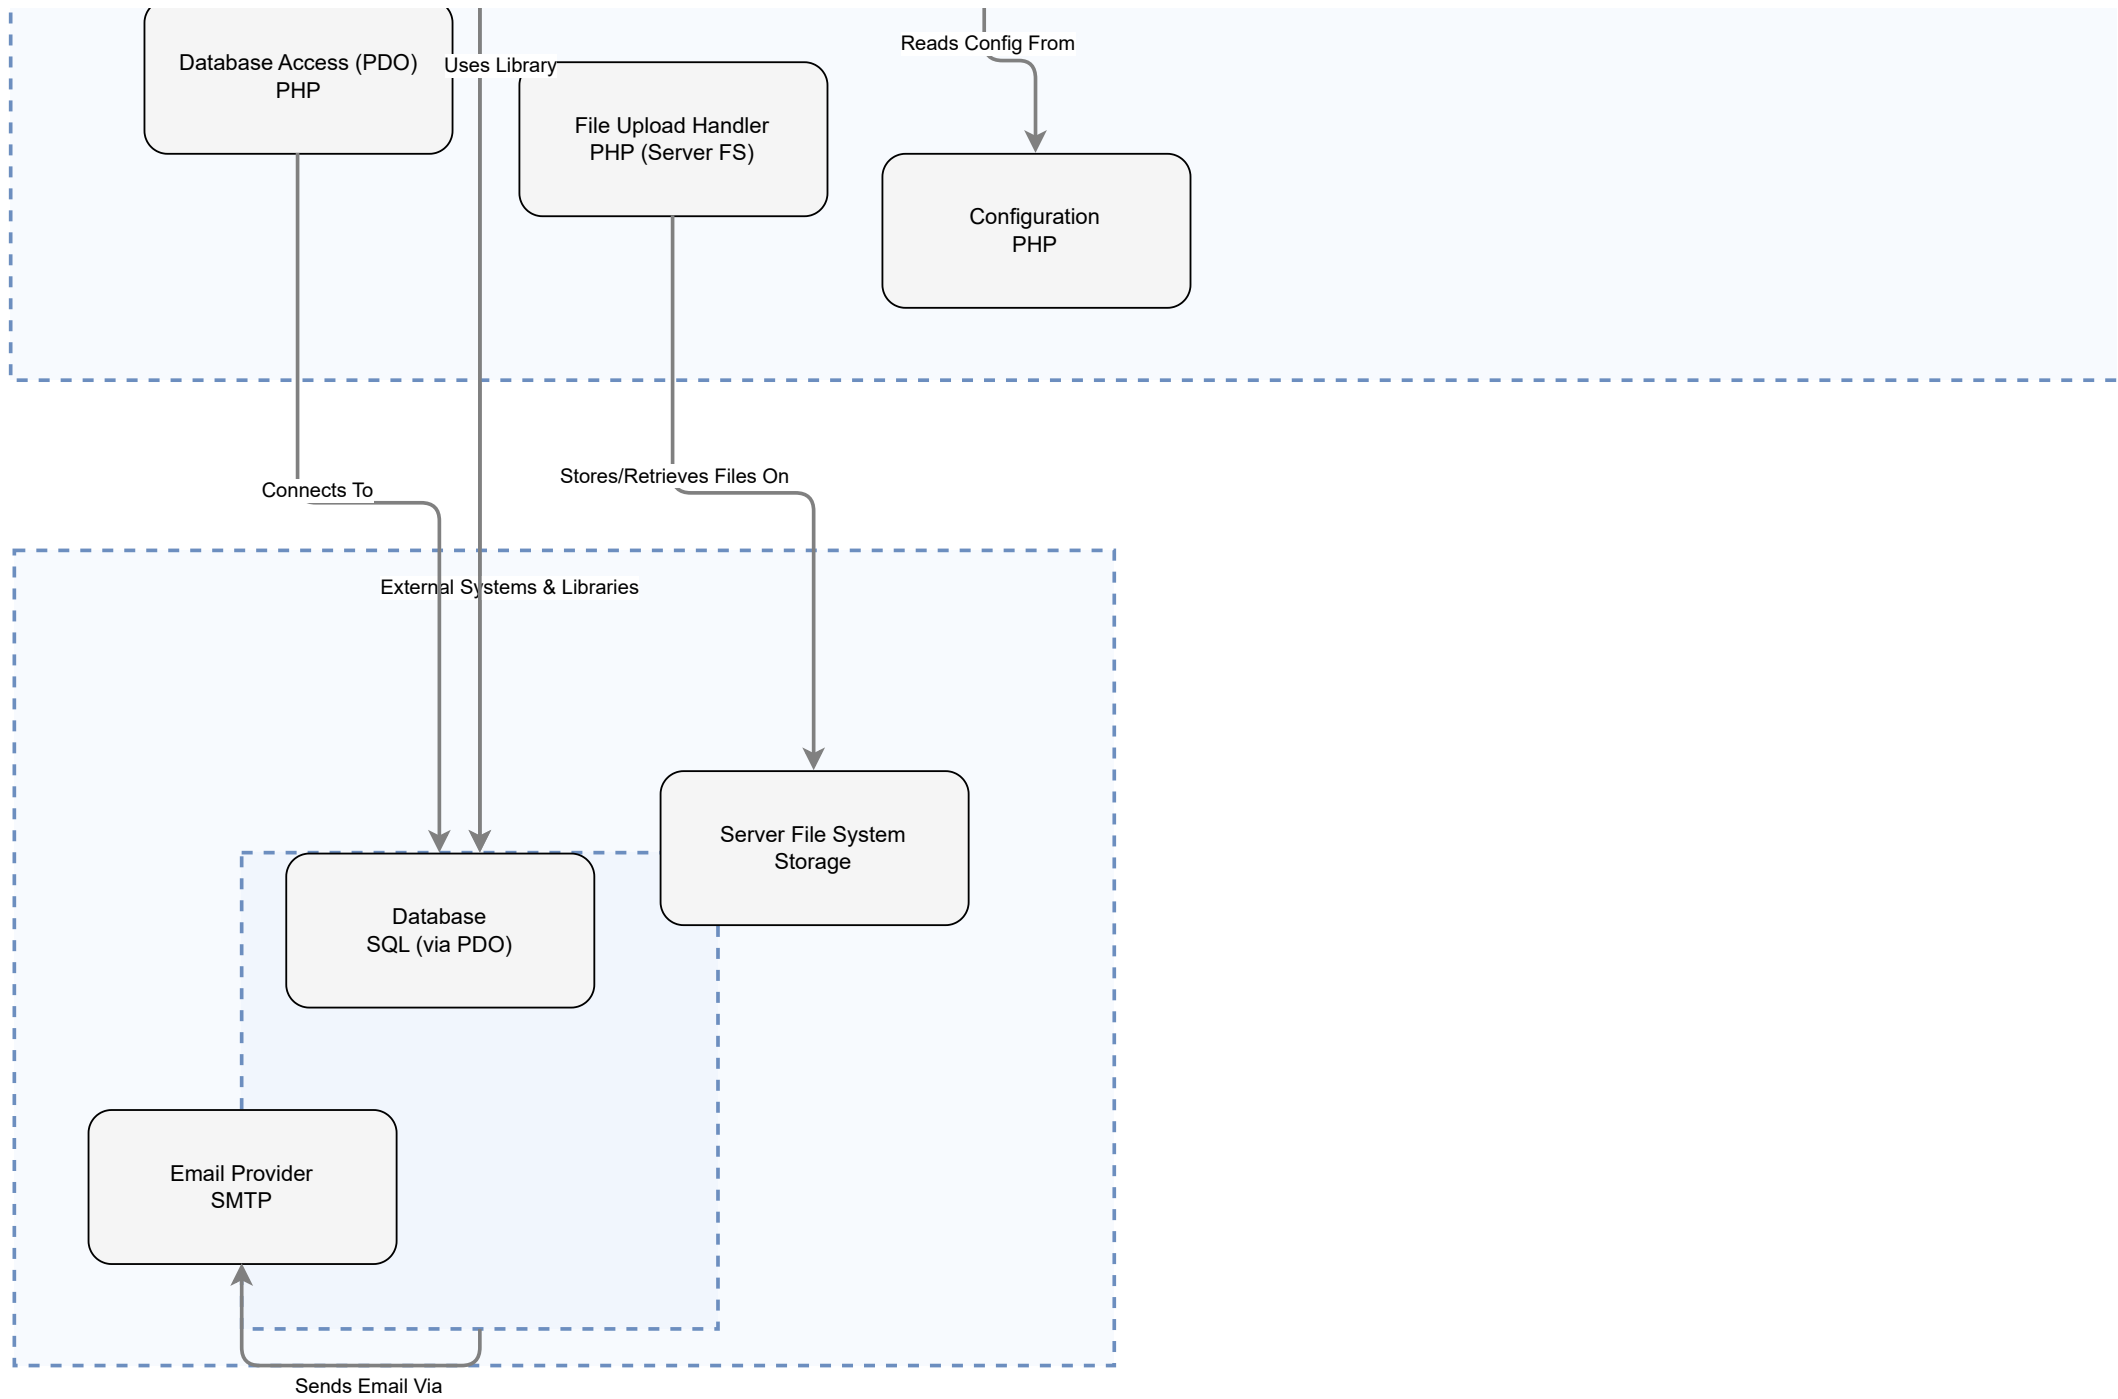 Reads Config From
Database Access (PDO)
PHP
Uses Library
File Upload Handler
PHP (Server FS)
Configuration
PHP
Stores/Retrieves Files On
Connects To
External Systems & Libraries
Server File System
Storage
Database
SQL (via PDO)
Email Provider
SMTP
Sends Email Via